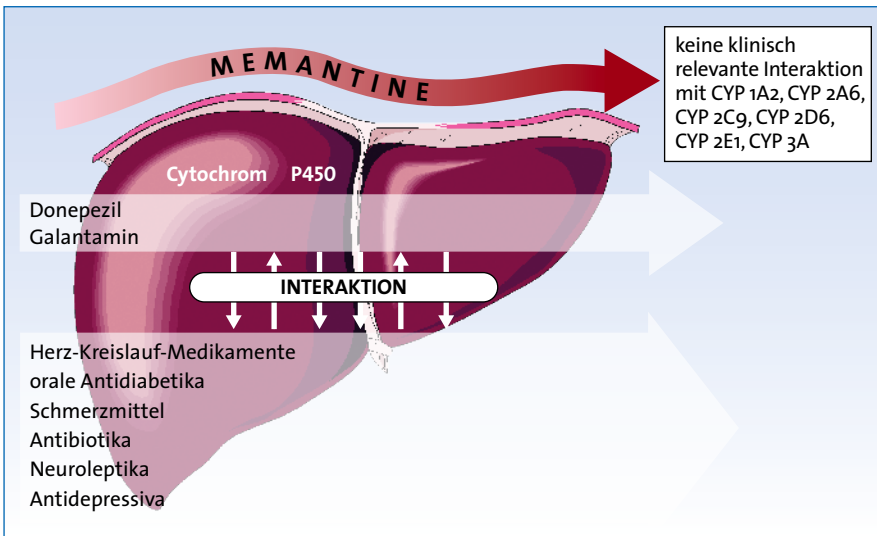 MEMANTINE
keine klinisch
relevante Interaktion
mit CYP 1A2, CYP 2A6,
CYP 2C9, CYP 2D6,
CYP 2E1, CYP 3A
Cytochrom P450
Donepezil
Galantamin
INTERAKTION
Herz-Kreislauf-Medikamente
orale Antidiabetika
Schmerzmittel
Antibiotika
Neuroleptika
Antidepressiva